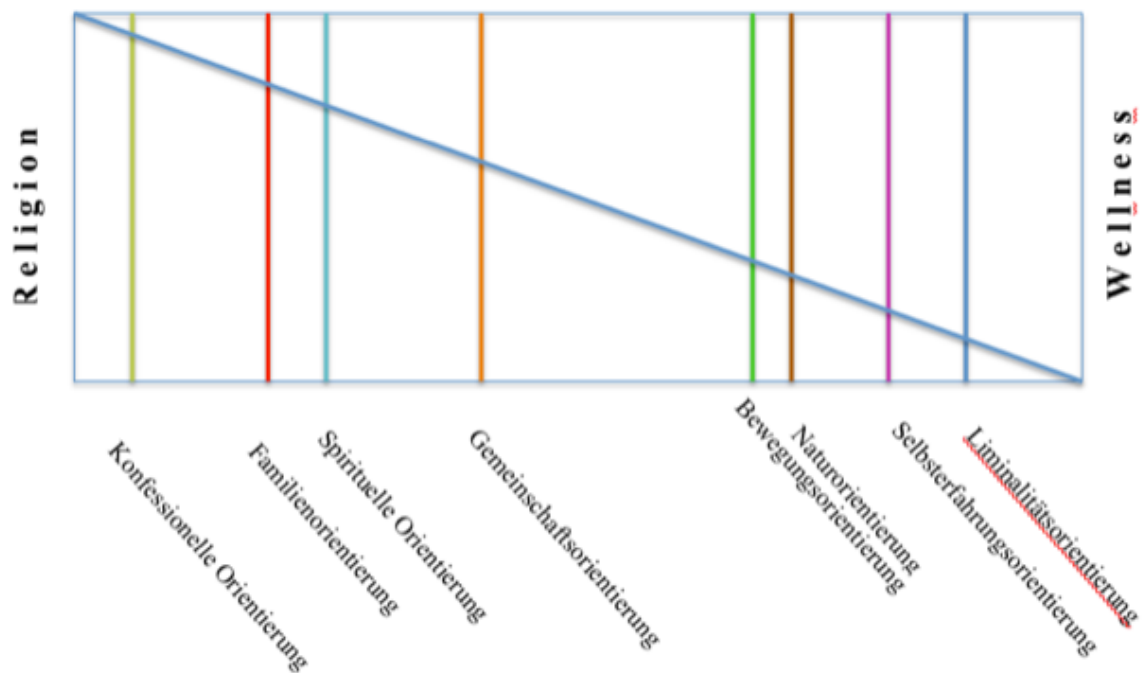 Religion
Wellness
Konfessionelle Orientierung
Familienorientierung
Spirituelle Orientierung
Gemeinschaftsorientierung
Bewegungsorientierung
Naturorientierung
Selbsterfahrungsorientierung
Liminalitätsorientierung